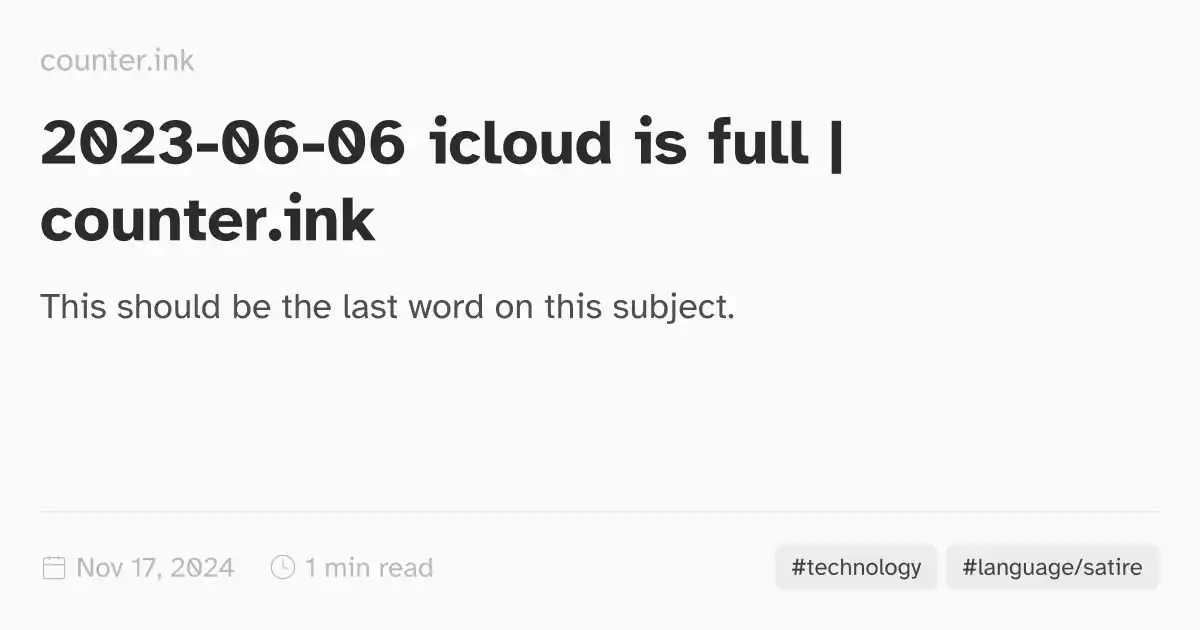 counter.ink
2023-06-06 icloud is full |
counter.ink
This should be the last word on this subject.
Nov 17, 2024 1 min read #technology #language/satire